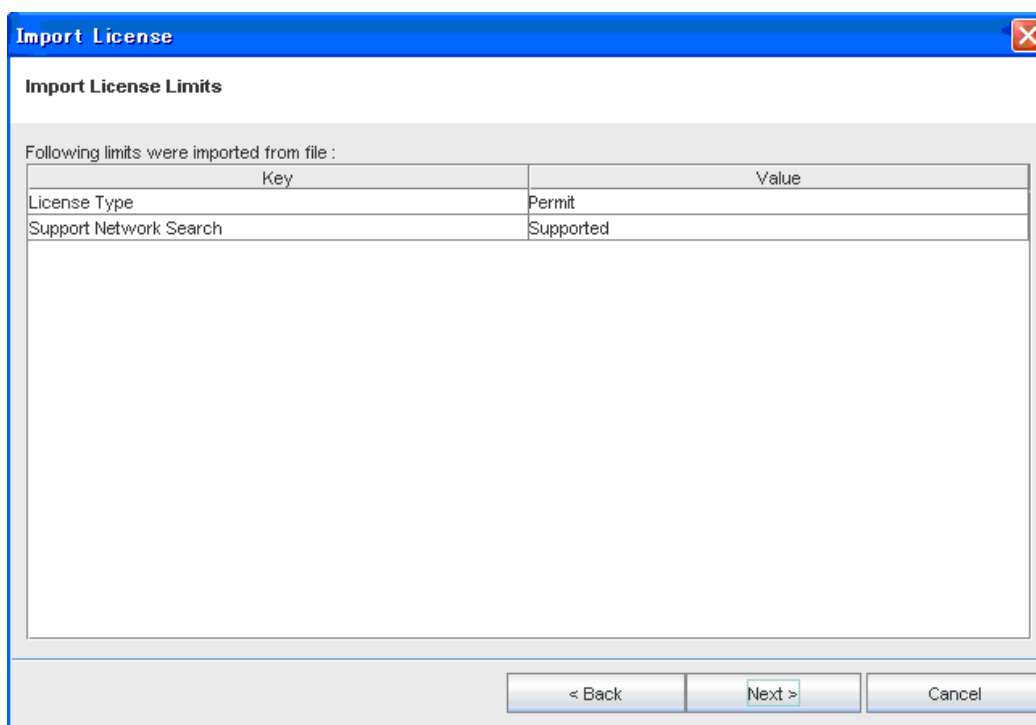 Import License
Import License Limits
Following limits were imported from file :
Key Value
License Type Permit
Support Network Search Supported
< Back Next > Cancel